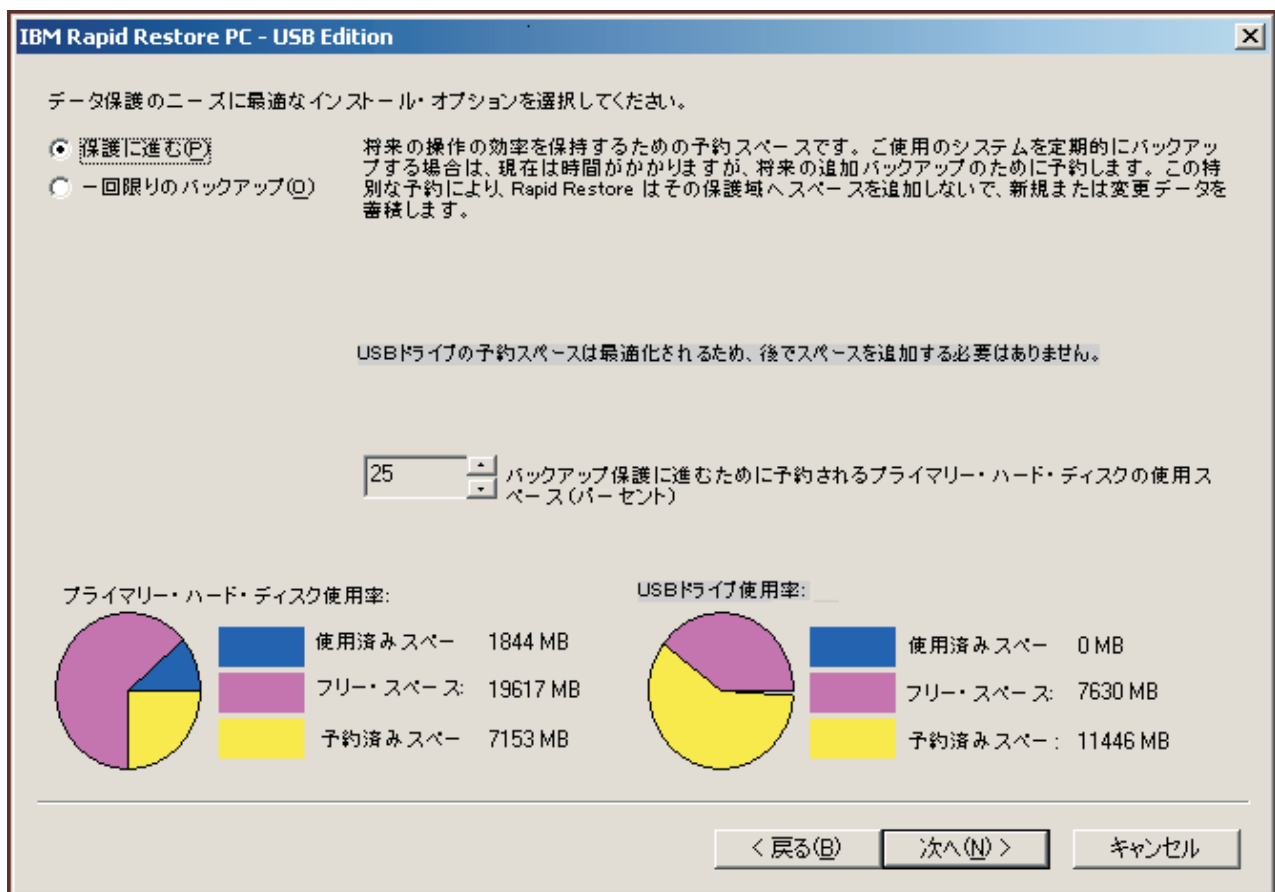 IBM Rapid Restore PC - USB Edition
データ保護のニーズに最適なインストール・オプションを選択してください。
保護に進む(P)
一回限りのバックアップ(O)
将来の操作の効率を保持するための予約スペースです。ご使用のシステムを定期的にバックアッ
プする場合は、現在は時間がかかりますが、将来の追加バックアップのために予約します。この特
別な予約により、Rapid Restore はその保護域へスペースを追加しないで、新規または変更データを
蓄積します。
USBドライブの予約スペースは最適化されるため、後でスペースを追加する必要はありません。
25
バックアップ保護に進むために予約されるプライマリー・ハード・ディスクの使用ス
ペース(パーセント)
プライマリー・ハード・ディスク使用率:
使用済みスペー 1844 MB
フリー・スペース: 19617 MB
予約済みスペー 7153 MB
USBドライブ使用率:
使用済みスペー 0 MB
フリー・スペース: 7630 MB
予約済みスペー: 11446 MB
< 戻る(B)
次へ(N) >
キャンセル